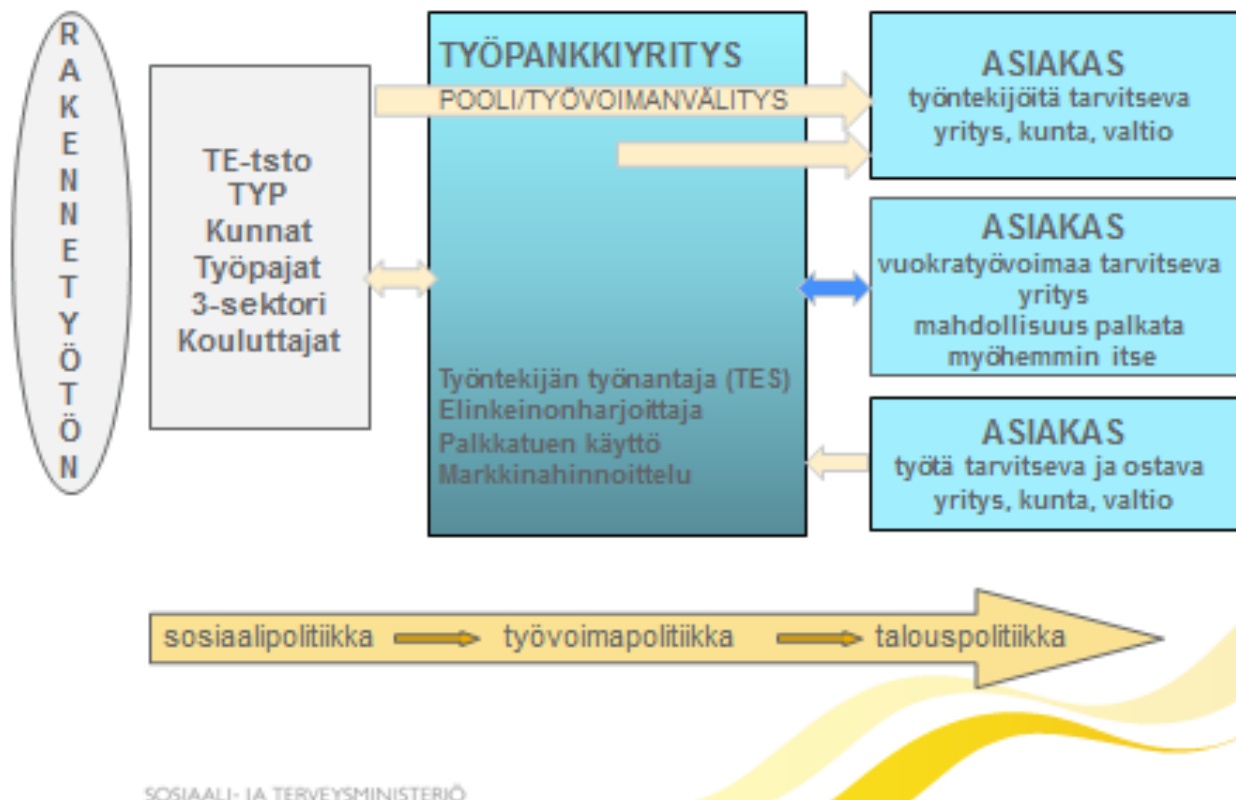 RAKENNETYÖTÖN
TE-tsto
TYP
Kunnat
Työpajat
3-sektori
Kouluttajat
TYÖPANKKIYRITYS
POOLI/TYÖVOIMANVÄLITYS
Työntekijän työnantaja (TES)
Elinkeinonharjoittaja
Palkkatuen käyttö
Markkinahinnoittelu
ASIAKAS
työntekijöitä tarvitseva
yritys, kunta, valtio
ASIAKAS
vuokratyövoimaa tarvitseva
yritys
mahdollisuus palkata
myöhemmin itse
ASIAKAS
työtä tarvitseva ja ostava
yritys, kunta, valtio
sosiaalipolitiikka työvoimapolitiikka talouspolitiikka
SOSIAALI- JA TERVEYSMINISTERIÖ